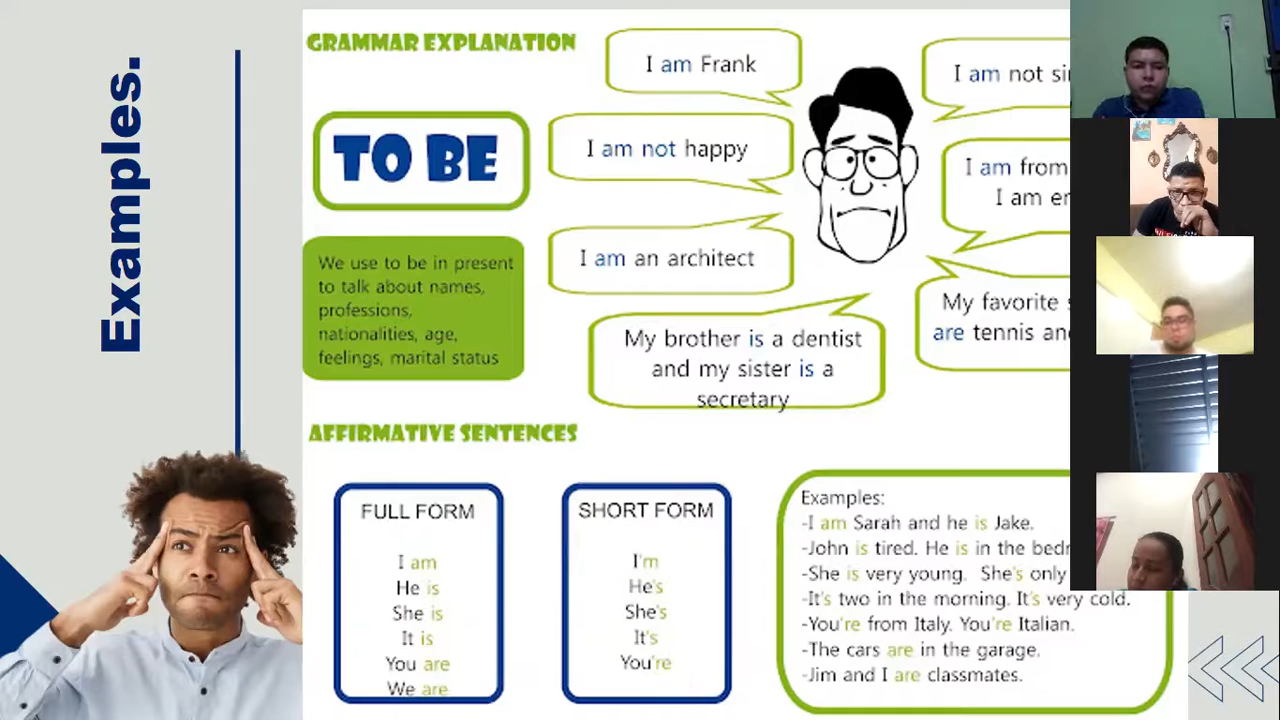 Examples.
GRAMMAR EXPLANATION
TO BE
We use to be in present
to talk about names,
professions,
nationalities, age,
feelings, marital status
I am Frank
I am not happy
I am an architect
My brother is a dentist
and my sister is a
secretary
I am not
I am from
I am
My favorite
are tennis
AFFIRMATIVE SENTENCES
FULL FORM
I am
He is
She is
It is
You are
We are
SHORT FORM
I'm
He's
She's
It's
You're
Examples:
-I am Sarah and he is Jake.
-John is tired. He is in the
-She is very young. She's only
-It's two in the morning. It's very cold.
-You're from Italy. You're Italian.
-The cars are in the garage.
-Jim and I are classmates.